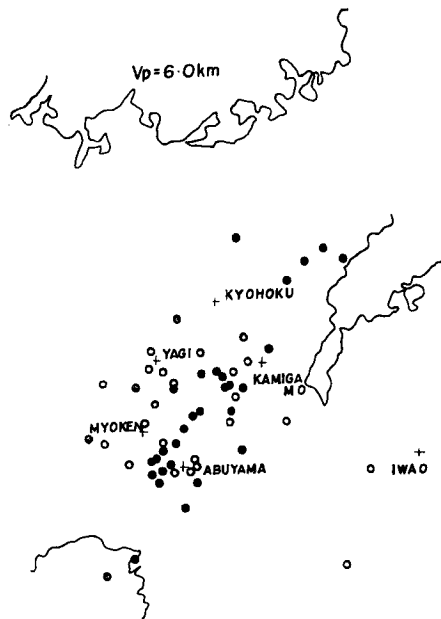 Vp=6·0km
KYOHOKU
YAGI
KAMIGA
MO
MYOKEN
ABUYAMA
IWAO